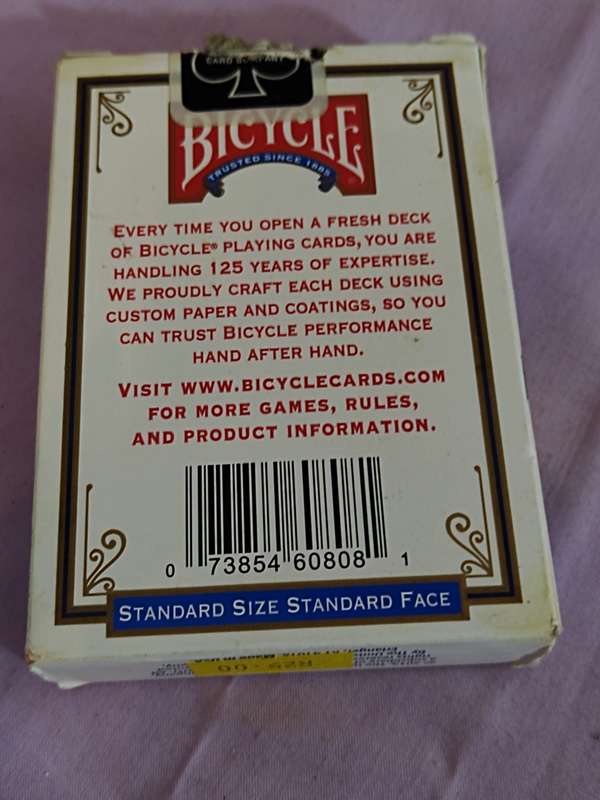 CARD COMPANY
BICYCLE
TRUSTED SINCE 1885
EVERY TIME YOU OPEN A FRESH DECK
OF BICYCLE® PLAYING CARDS, YOU ARE
HANDLING 125 YEARS OF EXPERTISE.
WE PROUDLY CRAFT EACH DECK USING
CUSTOM PAPER AND COATINGS, SO YOU
CAN TRUST BICYCLE PERFORMANCE
HAND AFTER HAND.
VISIT WWW.BICYCLECARDS.COM
FOR MORE GAMES, RULES,
AND PRODUCT INFORMATION.
0 73854 60808 1
STANDARD SIZE STANDARD FACE
R25.00